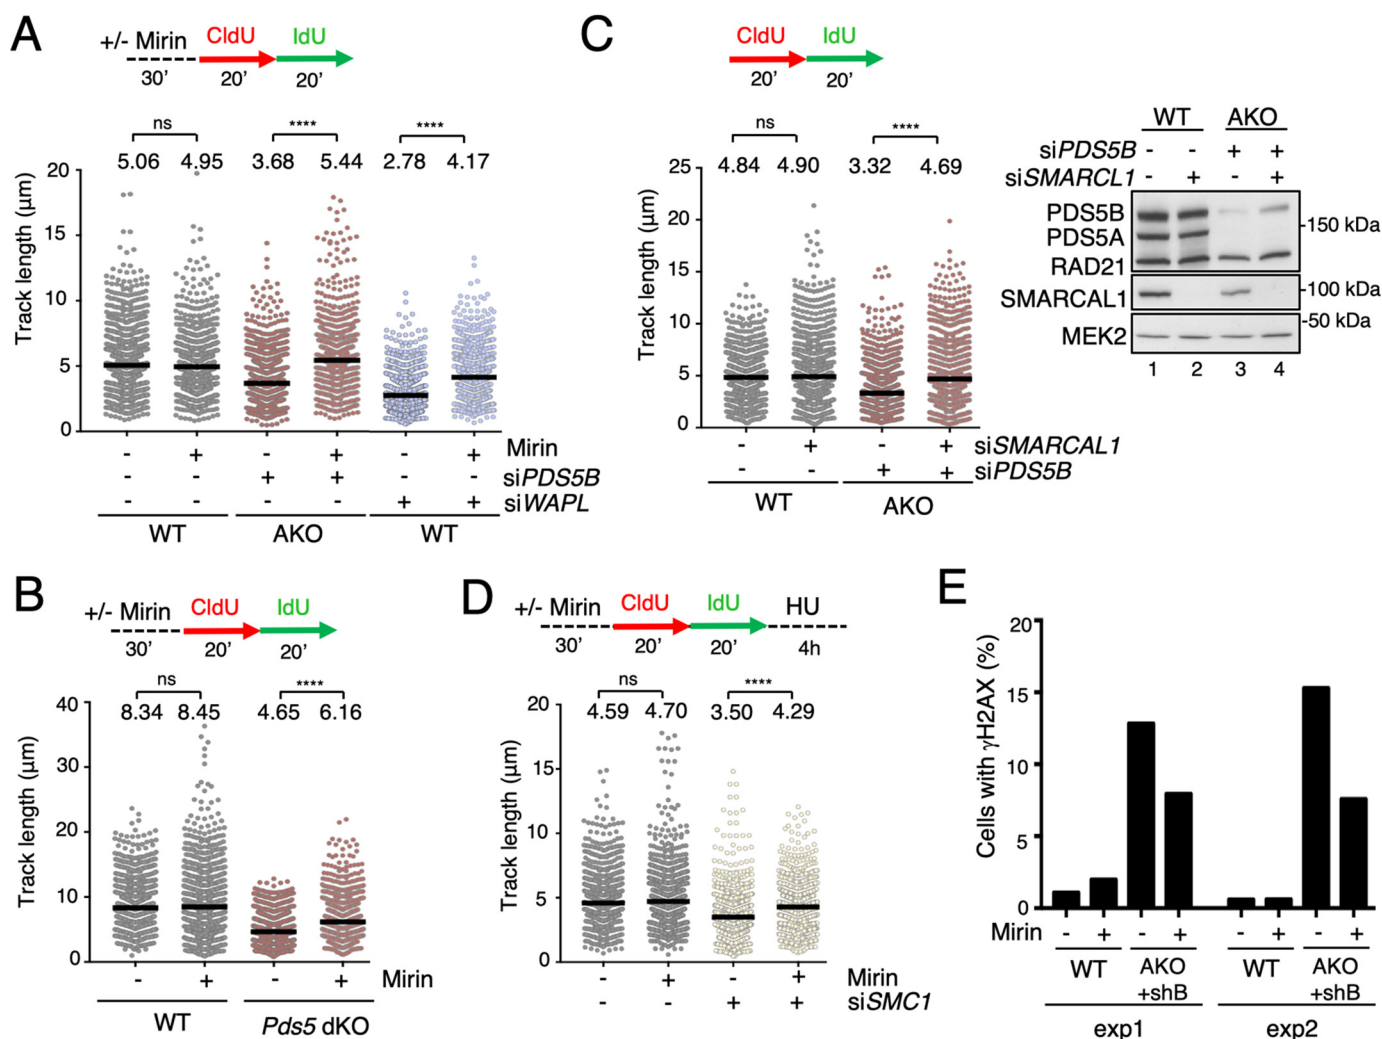 A
+/- Mirin CldU IdU
30’ 20’ 20’
ns **** ****
5.06 4.95 3.68 5.44 2.78 4.17
Track length (µm)
20
15
10
5
0
- + - + - + Mirin
- - + + - - siPDS5B
- - - - + + siWAPL
WT AKO WT
C
CldU IdU
20’ 20’
ns ****
4.84 4.90 3.32 4.69
Track length (µm)
25
20
15
10
5
0
- + - + siSMARCAL1
- - + + siPDS5B
WT AKO
WT AKO
siPDS5B - - + +
siSMARCL1 - + - +
PDS5B
PDS5A
RAD21
SMARCAL1
MEK2
-150 kDa
-100 kDa
-50 kDa
1 2 3 4
B
+/- Mirin CldU IdU
30’ 20’ 20’
ns ****
8.34 8.45 4.65 6.16
Track length (µm)
40
30
20
10
0
- + - + Mirin
WT Pds5 dKO
D
+/- Mirin CldU IdU HU
30’ 20’ 20’ 4h
ns ****
4.59 4.70 3.50 4.29
Track length (µm)
20
15
10
5
0
- + - + Mirin
- - + + siSMC1
E
Cells with γH2AX (%)
20
15
10
5
0
Mirin - + - + - + - +
WT AKO WT AKO
+shB +shB
exp1 exp2